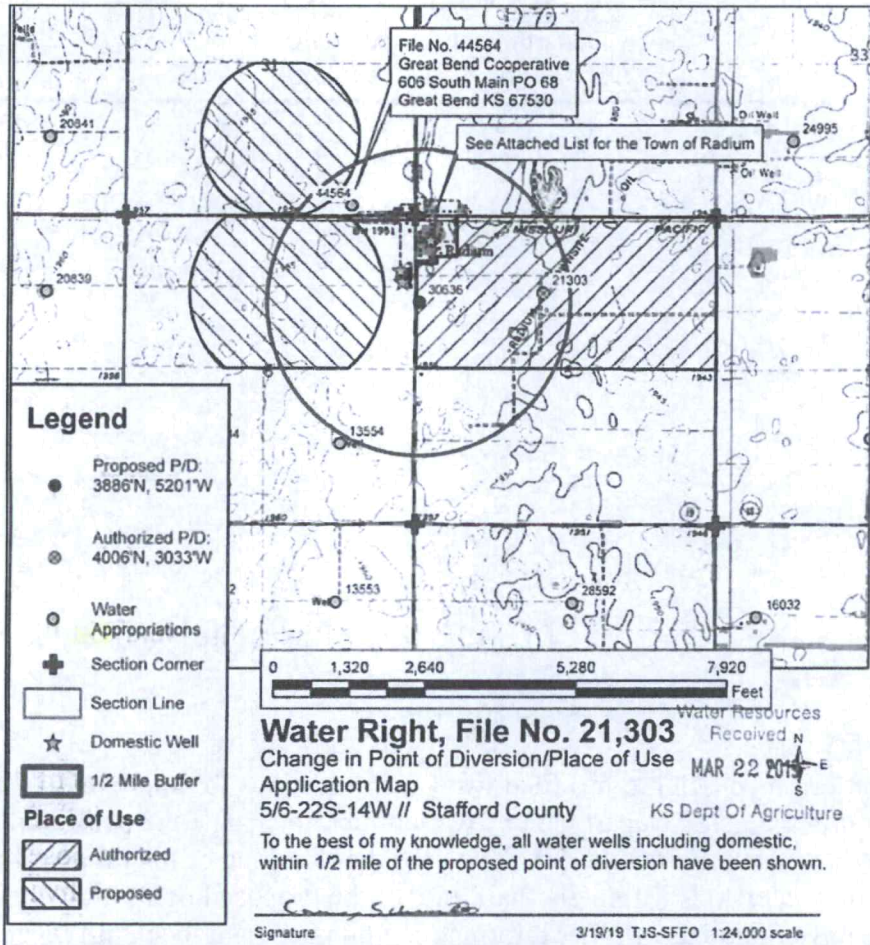 File No. 44564
Great Bend Cooperative
606 South Main PO 68
Great Bend KS 67530
See Attached List for the Town of Radium
31
33
20841
24995
Oil Well
Oil Well
OIL
44564
MISSOURI
PACIFIC
Radium
20839
30636
21303
1943
13554
13553
28592
16032
Legend
Proposed P/D:
3886'N, 5201'W
Authorized P/D:
4006'N, 3033'W
Water
Appropriations
Section Corner
Section Line
Domestic Well
1/2 Mile Buffer
Place of Use
Authorized
Proposed
0 1,320 2,640 5,280 7,920
Feet
Water Right, File No. 21,303
Change in Point of Diversion/Place of Use
Application Map
5/6-22S-14W // Stafford County
Water Resources
Received
MAR 22 2019
KS Dept Of Agriculture
N
E
S
To the best of my knowledge, all water wells including domestic,
within 1/2 mile of the proposed point of diversion have been shown.
Signature
3/19/19 TJS-SFFO 1:24,000 scale